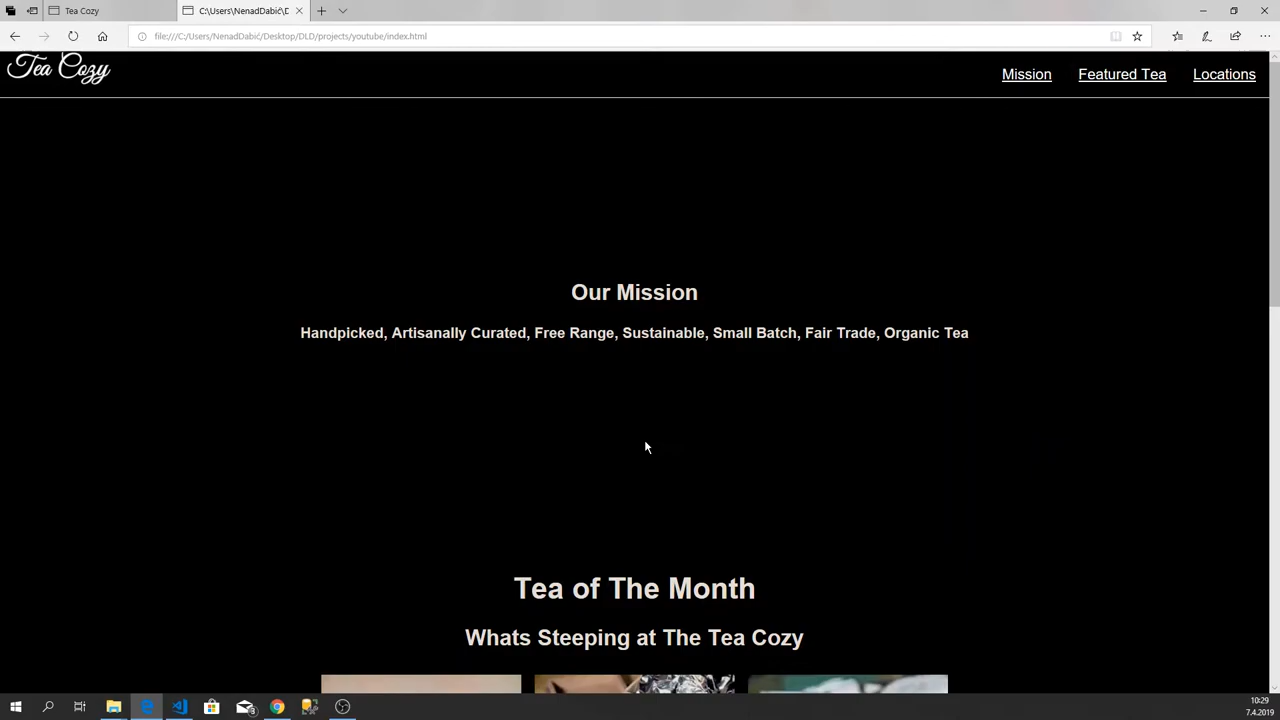 Tea Cozy
C:\Users\NenadDabić\D
file:///C:/Users/NenadDabić/Desktop/DLD/projects/youtube/index.html
Tea Cozy
Mission
Featured Tea
Locations
Our Mission
Handpicked, Artisanally Curated, Free Range, Sustainable, Small Batch, Fair Trade, Organic Tea
Tea of The Month
Whats Steeping at The Tea Cozy
10:29
7.4.2019